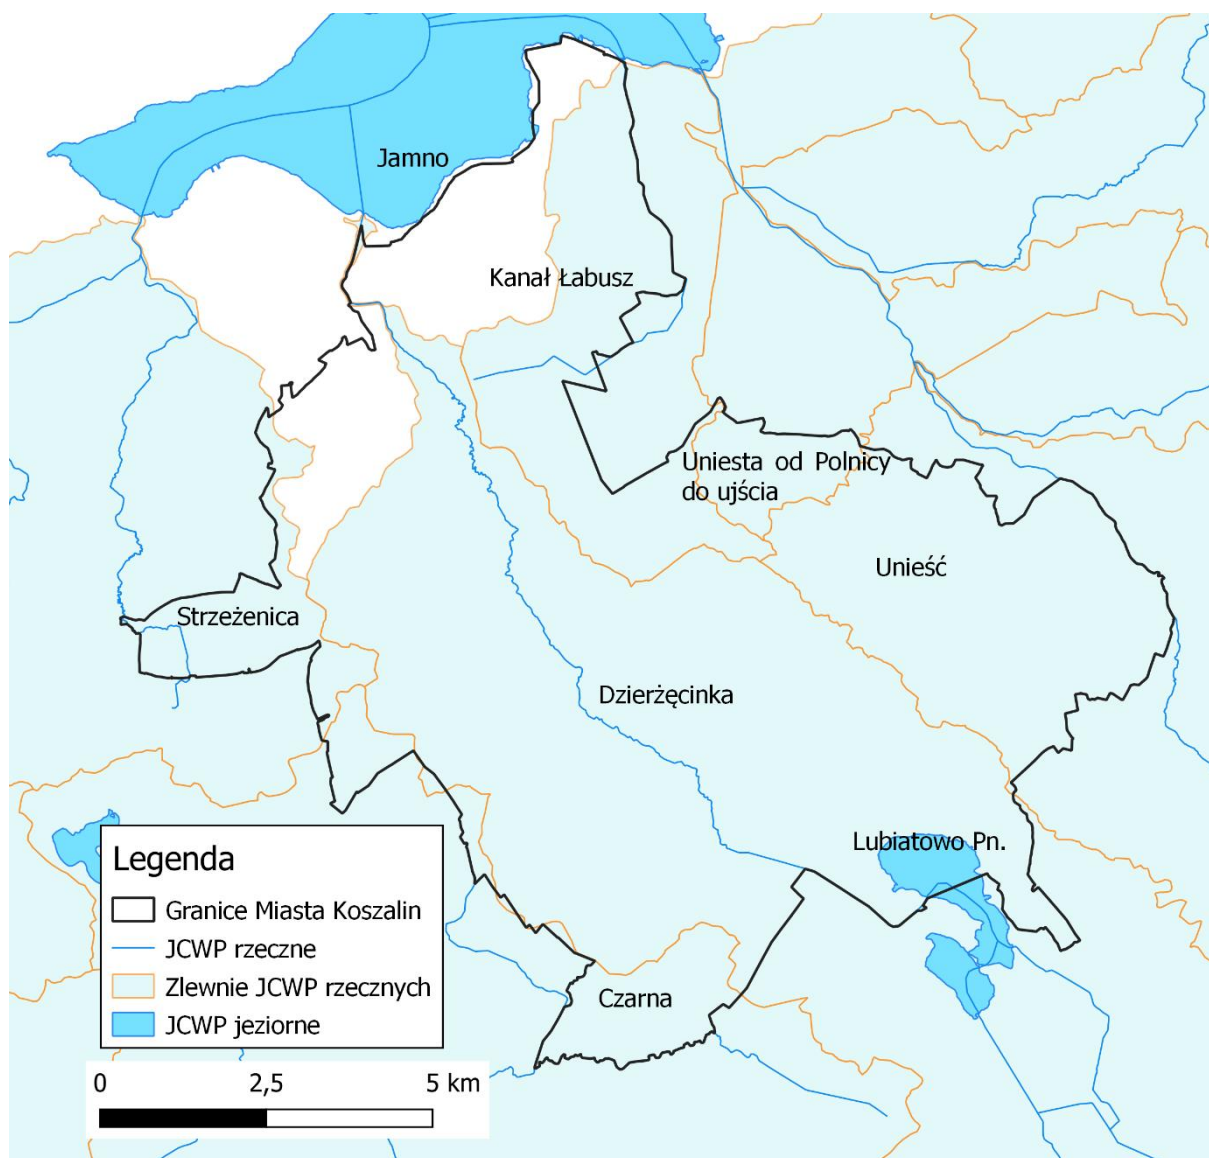 Jamno
Kanał Łabusz
Uniesta od Polnicy
do ujścia
Unieść
Strzeżenica
Dzierżęcinka
Lubiatowo Pn.
Czarna
Legenda
Granice Miasta Koszalin
JCWP rzeczne
Zlewnie JCWP rzecznych
JCWP jeziorne
0 2,5 5 km